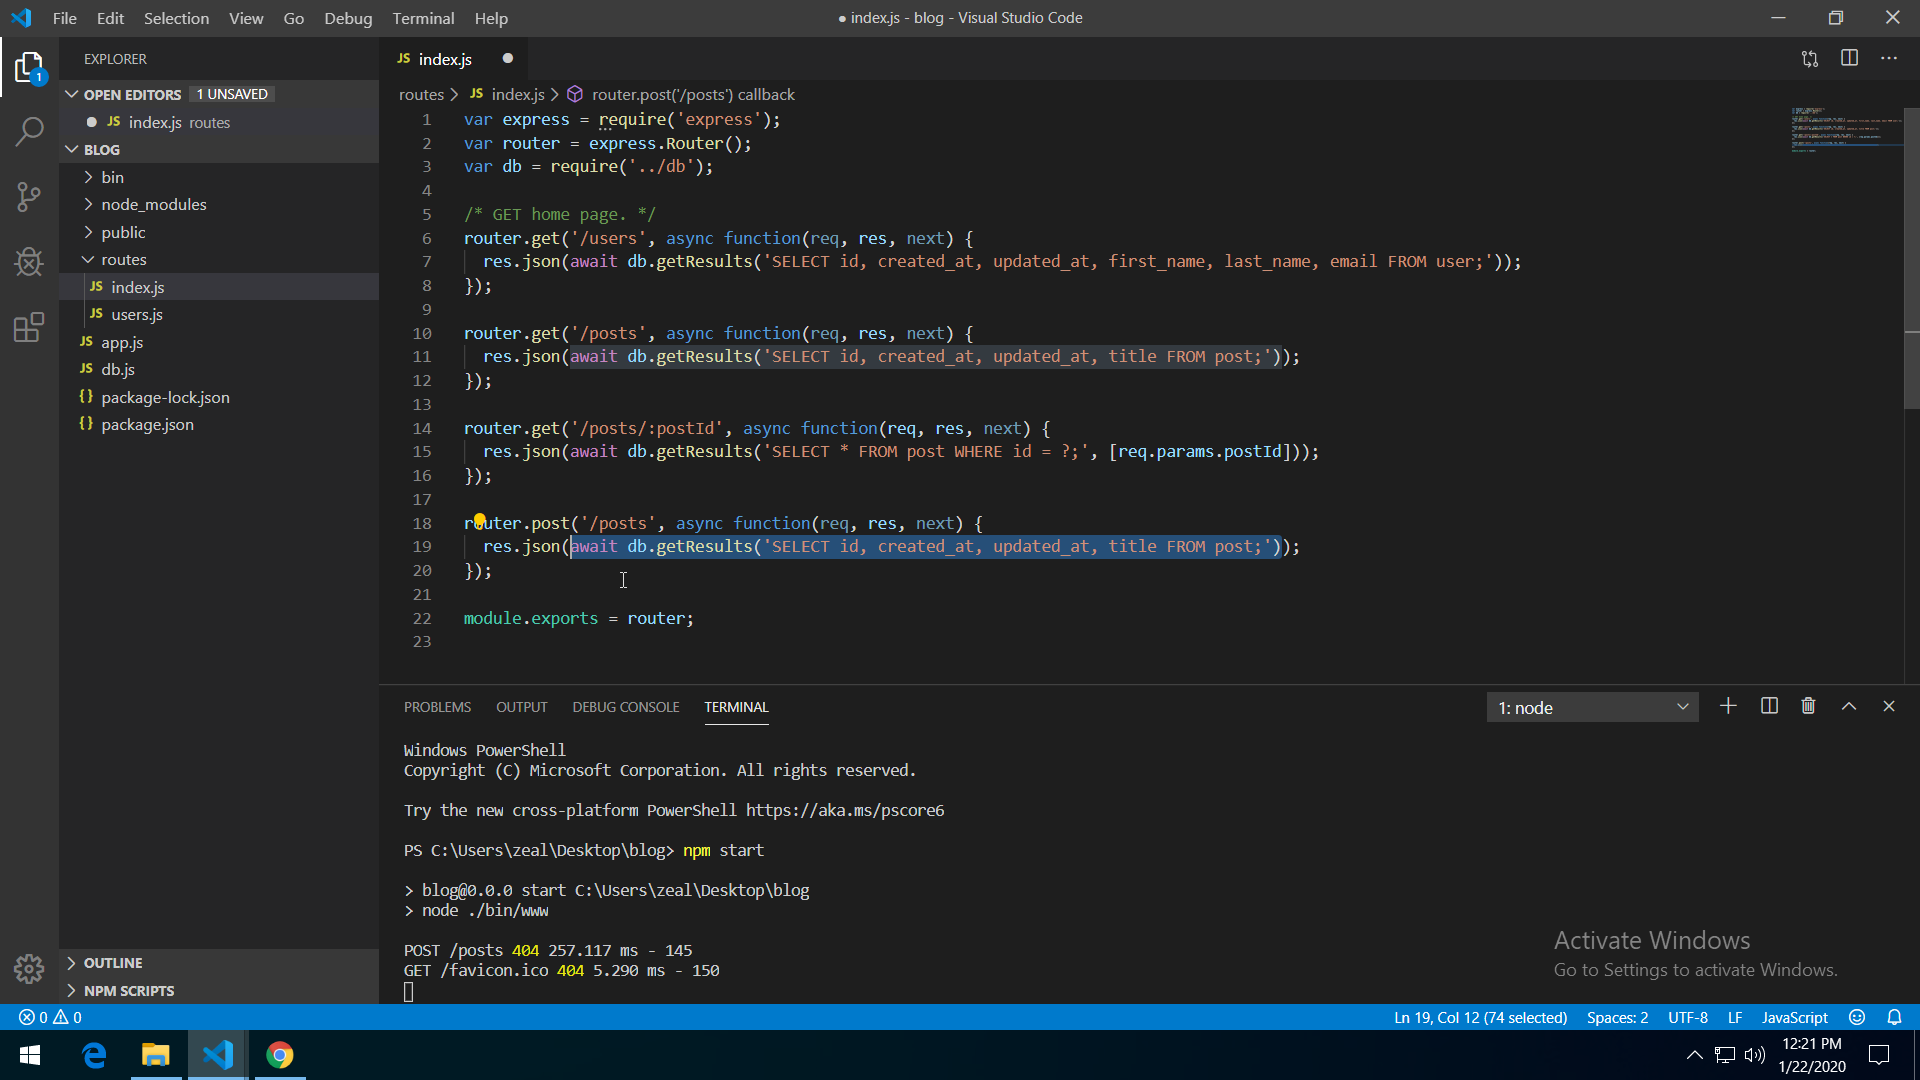 File Edit Selection View Go Debug Terminal Help
● index.js - blog - Visual Studio Code
EXPLORER
OPEN EDITORS 1 UNSAVED
JS index.js routes
BLOG
bin
node_modules
public
routes
JS index.js
JS users.js
JS app.js
JS db.js
{} package-lock.json
{} package.json
OUTLINE
NPM SCRIPTS
1
JS index.js
routes > JS index.js > router.post('/posts') callback
1 var express = require('express');
2 var router = express.Router();
3 var db = require('../db');
4
5 /* GET home page. */
6 router.get('/users', async function(req, res, next) {
7 res.json(await db.getResults('SELECT id, created_at, updated_at, first_name, last_name, email FROM user;'));
8 });
9
10 router.get('/posts', async function(req, res, next) {
11 res.json(await db.getResults('SELECT id, created_at, updated_at, title FROM post;'));
12 });
13
14 router.get('/posts/:postId', async function(req, res, next) {
15 res.json(await db.getResults('SELECT * FROM post WHERE id = ?;', [req.params.postId]));
16 });
17
18 router.post('/posts', async function(req, res, next) {
19 res.json(await db.getResults('SELECT id, created_at, updated_at, title FROM post;'));
20 });
21
22 module.exports = router;
23
PROBLEMS OUTPUT DEBUG CONSOLE TERMINAL
1: node
Windows PowerShell
Copyright (C) Microsoft Corporation. All rights reserved.
Try the new cross-platform PowerShell https://aka.ms/pscore6
PS C:\Users\zeal\Desktop\blog> npm start
> blog@0.0.0 start C:\Users\zeal\Desktop\blog
> node ./bin/www
POST /posts 404 257.117 ms - 145
GET /favicon.ico 404 5.290 ms - 150
Activate Windows
Go to Settings to activate Windows.
0 0
Ln 19, Col 12 (74 selected) Spaces: 2 UTF-8 LF JavaScript
12:21 PM
1/22/2020